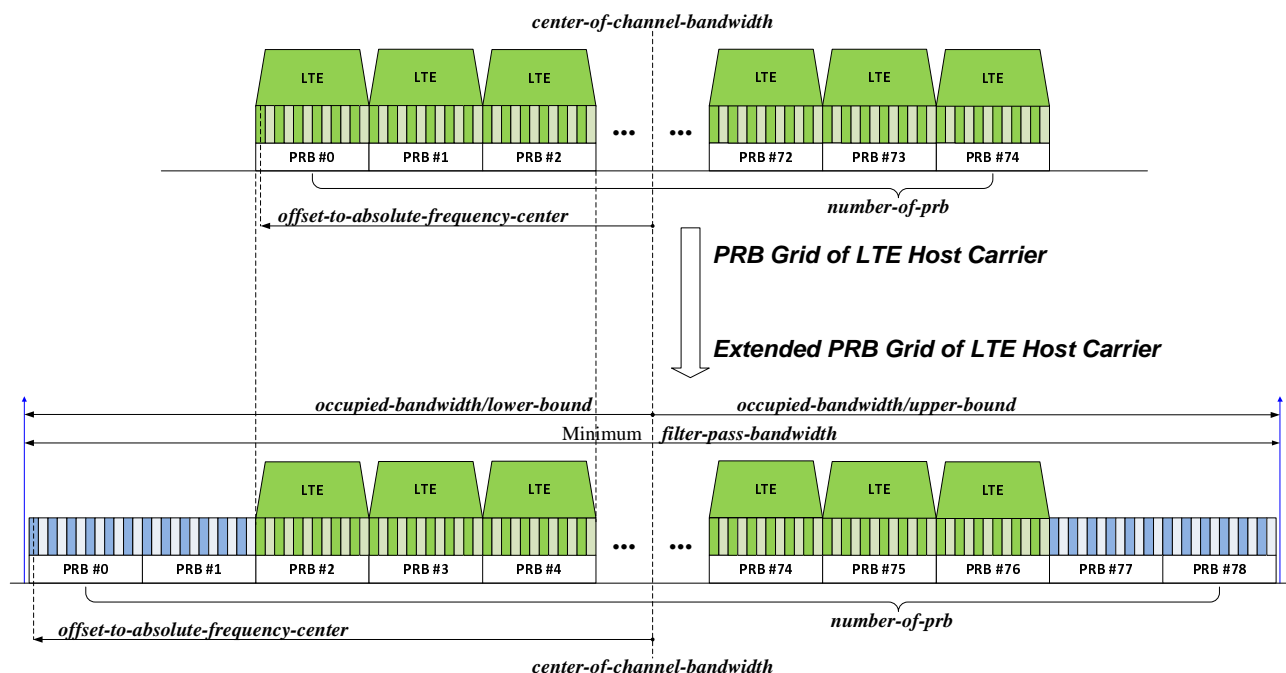 center-of-channel-bandwidth
LTE LTE LTE LTE LTE LTE
... ...
PRB #0 PRB #1 PRB #2 PRB #72 PRB #73 PRB #74
number-of-prb
offset-to-absolute-frequency-center
PRB Grid of LTE Host Carrier
Extended PRB Grid of LTE Host Carrier
occupied-bandwidth/lower-bound occupied-bandwidth/upper-bound
Minimum filter-pass-bandwidth
LTE LTE LTE LTE LTE LTE
... ...
PRB #0 PRB #1 PRB #2 PRB #3 PRB #4 PRB #74 PRB #75 PRB #76 PRB #77 PRB #78
number-of-prb
offset-to-absolute-frequency-center
center-of-channel-bandwidth